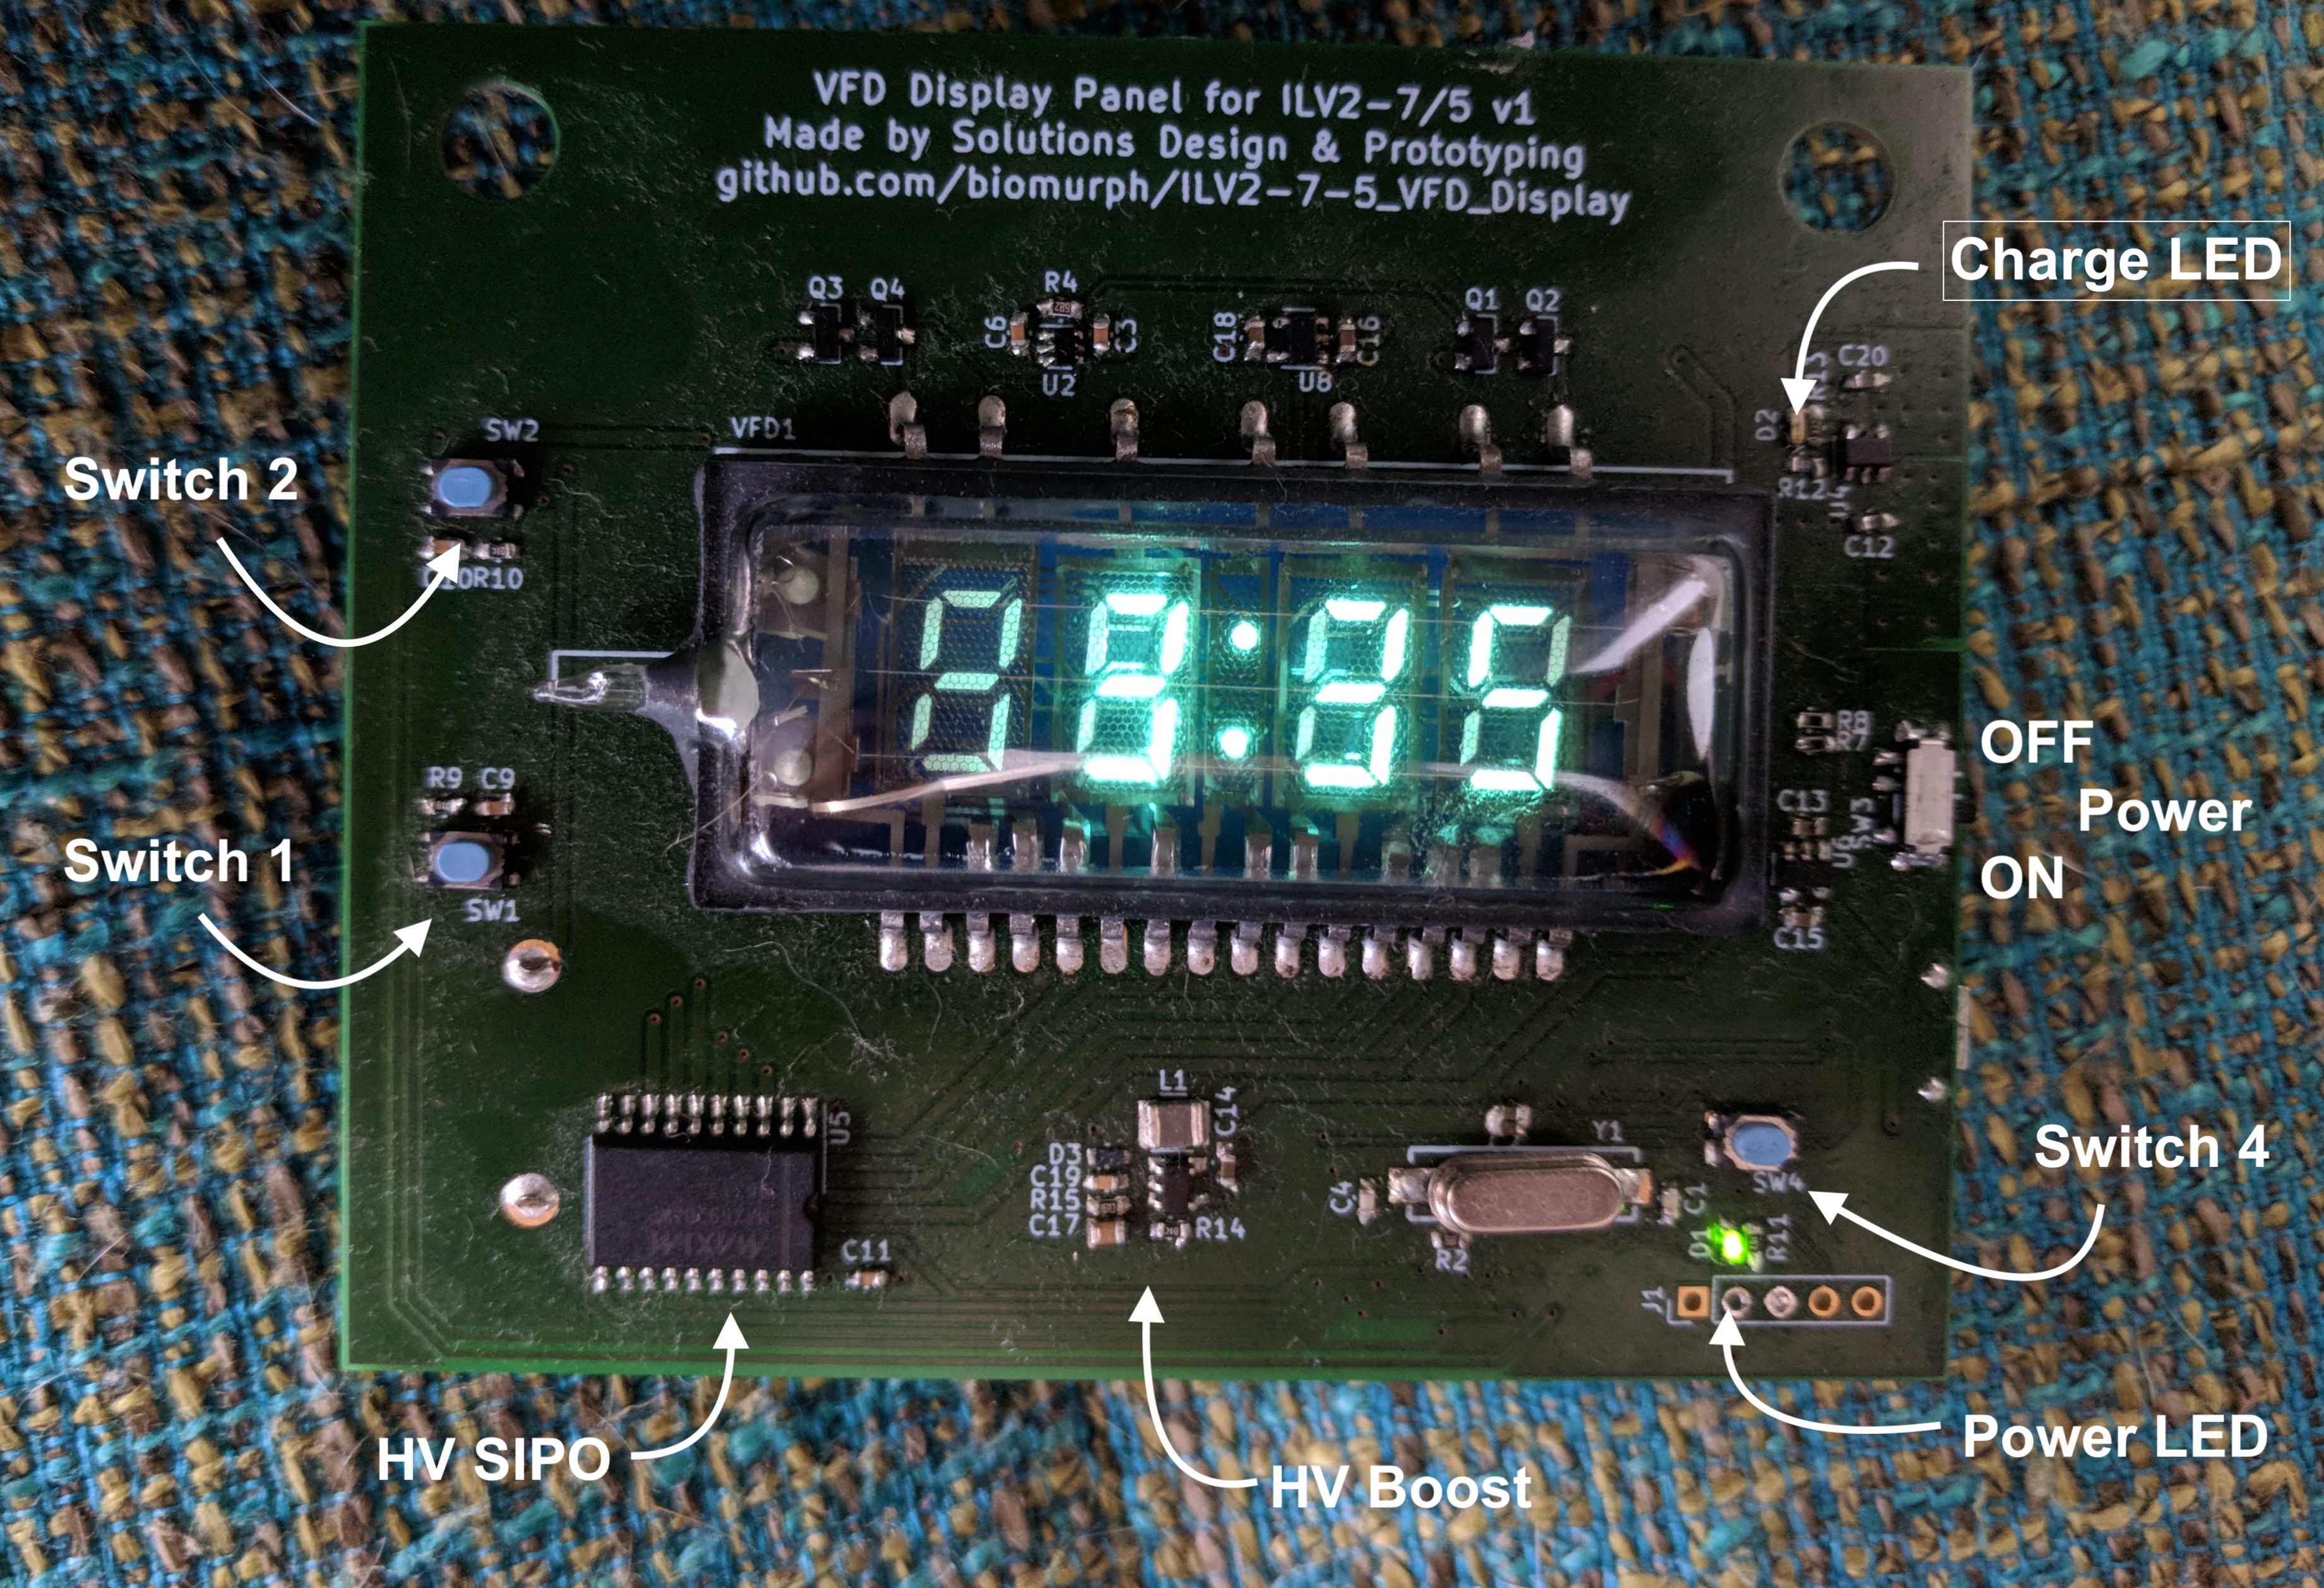 VFD Display Panel for ILV2-7/5 v1
Made by Solutions Design & Prototyping
github.com/biomurph/ILV2-7-5_VFD_Display
Charge LED
Q3 Q4
R4
C6
C3
U2
C18
C16
U8
Q1 Q2
C20
R13
D2
R12
C12
SW2
VFD1
Switch 2
R10
OFF
Power
ON
R8
R7
SW3
C13
U6
C15
R9 C9
Switch 1
SW1
U5
MAXIM
C11
L1
C14
D3
C19
R15
C17
R14
Y1
C4
C1
R2
SW4
Switch 4
D1
R11
J1
HV SIPO
HV Boost
Power LED